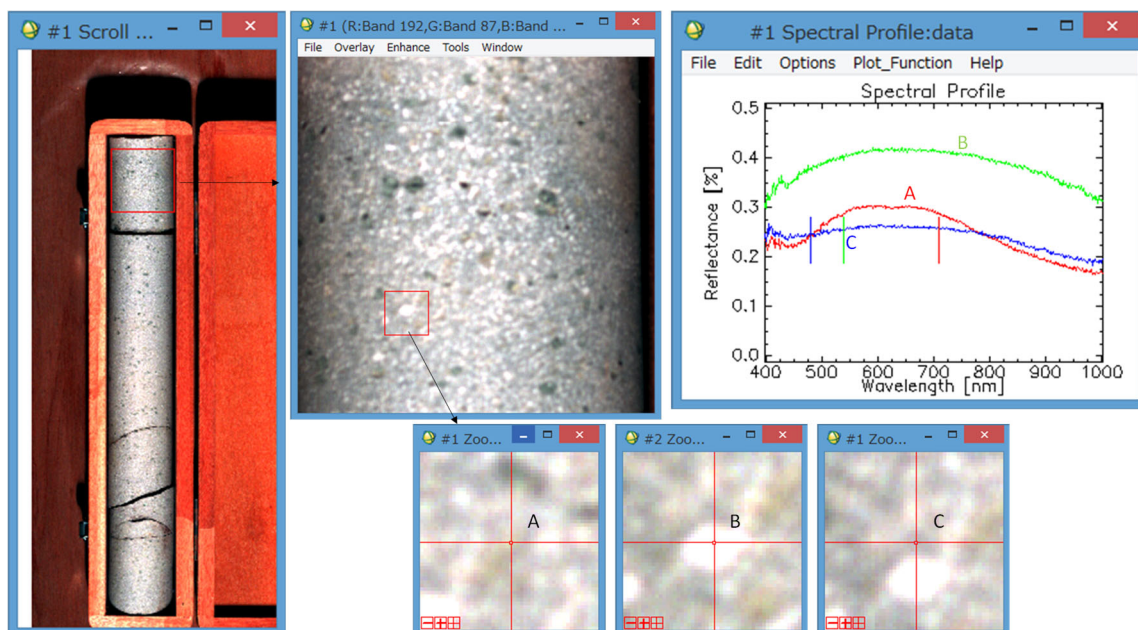 #1 Scroll ...
#1 (R:Band 192,G:Band 87,B:Band ...
File Overlay Enhance Tools Window
#1 Spectral Profile:data
File Edit Options Plot_Function Help
Spectral Profile
Reflectance [%]
0.5
0.4
0.3
0.2
0.1
0.0
B
A
C
400 500 600 700 800 900 1000
Wavelength [nm]
#1 Zoo...
A
#2 Zoo...
B
#1 Zoo...
C